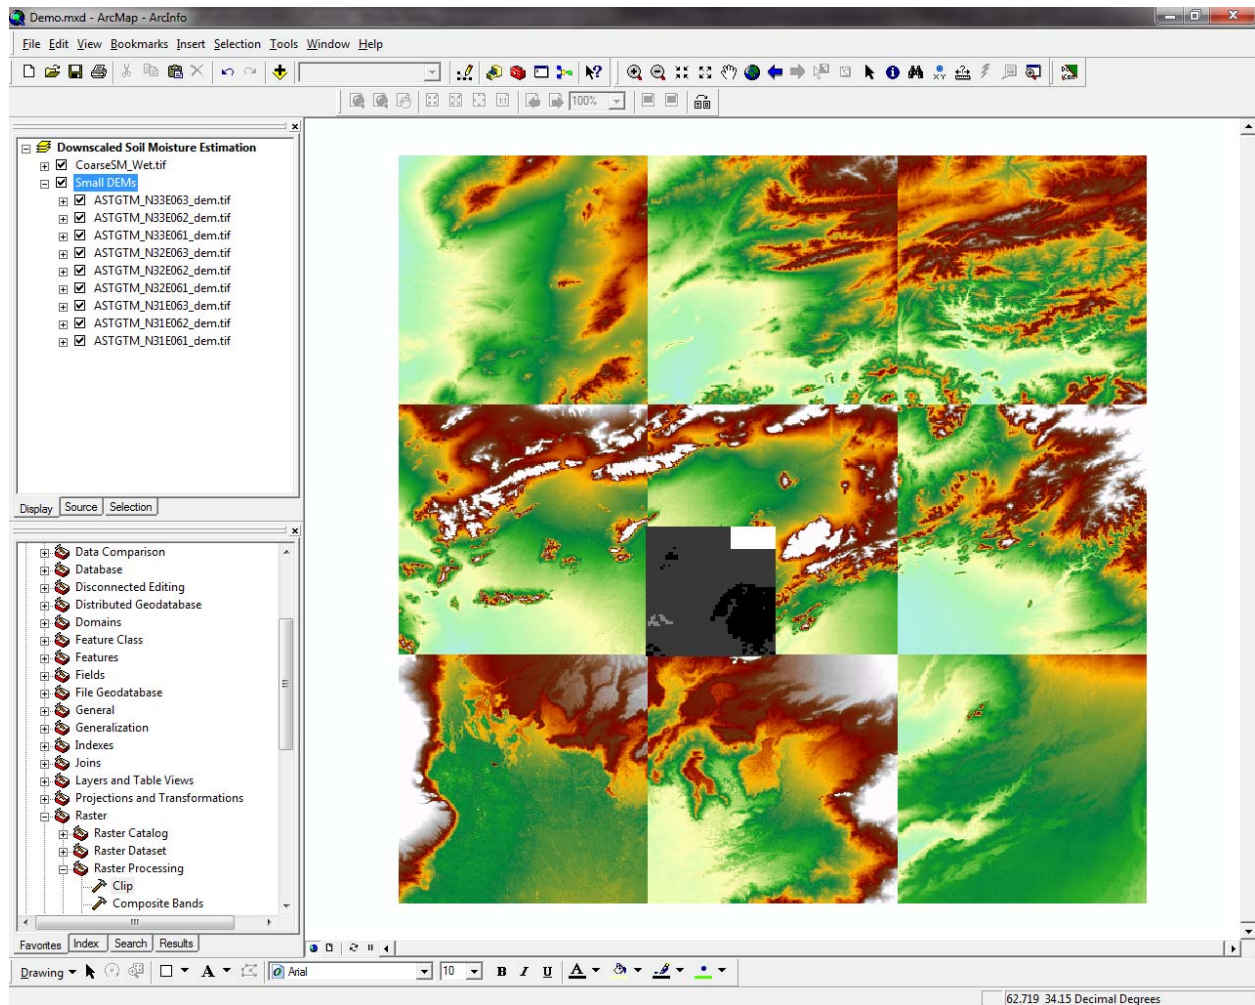 Demo.mxd - ArcMap - ArcInfo
File Edit View Bookmarks Insert Selection Tools Window Help
100%
1:1
Downscaled Soil Moisture Estimation
CoarseSM_Wet.tif
Small DEMs
ASTGTM_N33E063_dem.tif
ASTGTM_N33E062_dem.tif
ASTGTM_N33E061_dem.tif
ASTGTM_N32E063_dem.tif
ASTGTM_N32E062_dem.tif
ASTGTM_N32E061_dem.tif
ASTGTM_N31E063_dem.tif
ASTGTM_N31E062_dem.tif
ASTGTM_N31E061_dem.tif
Display Source Selection
Data Comparison
Database
Disconnected Editing
Distributed Geodatabase
Domains
Feature Class
Features
Fields
File Geodatabase
General
Generalization
Indexes
Joins
Layers and Table Views
Projections and Transformations
Raster
Raster Catalog
Raster Dataset
Raster Processing
Clip
Composite Bands
Favorites Index Search Results
Drawing A Arial 10 B I U A
62.719 34.15 Decimal Degrees